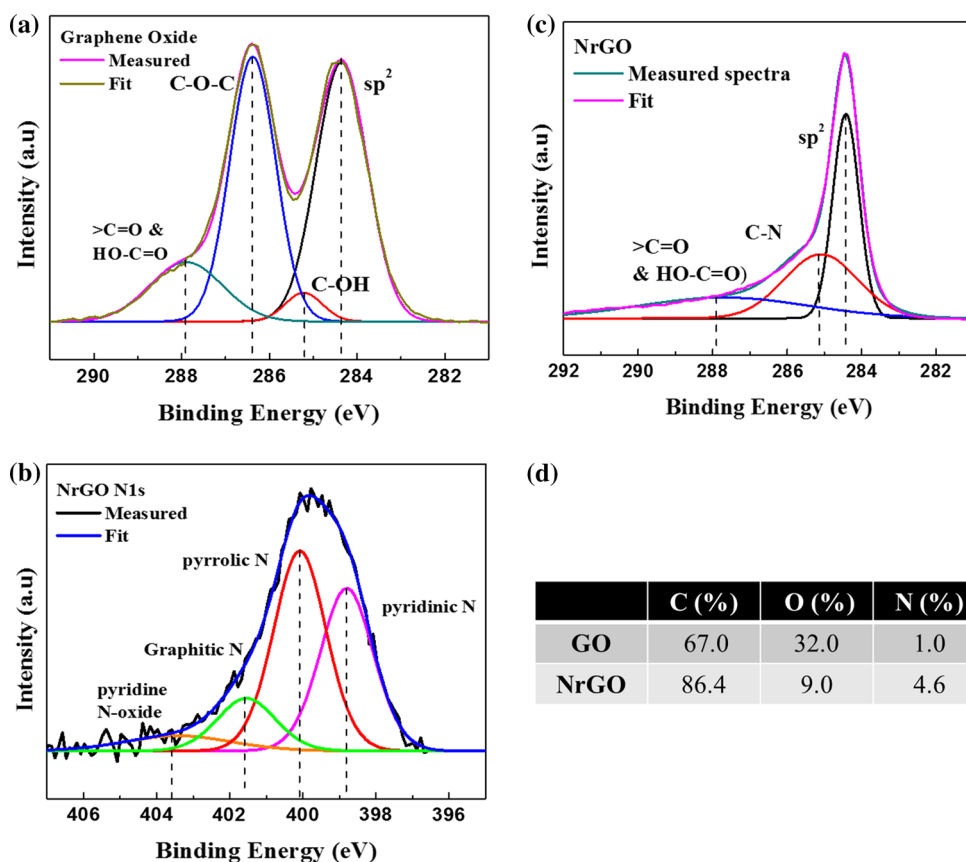 (a)
Graphene Oxide
Measured
Fit
C-O-C
sp²
>C=O &
HO-C=O
C-OH
Intensity (a.u)
290 288 286 284 282
Binding Energy (eV)
(c)
NrGO
Measured spectra
Fit
sp²
C-N
>C=O
& HO-C=O)
Intensity (a.u)
292 290 288 286 284 282
Binding Energy (eV)
(b)
NrGO N1s
Measured
Fit
pyrrolic N
pyridinic N
Graphitic N
pyridine
N-oxide
Intensity (a.u)
406 404 402 400 398 396
Binding Energy (eV)
(d)
C (%) O (%) N (%)
GO 67.0 32.0 1.0
NrGO 86.4 9.0 4.6